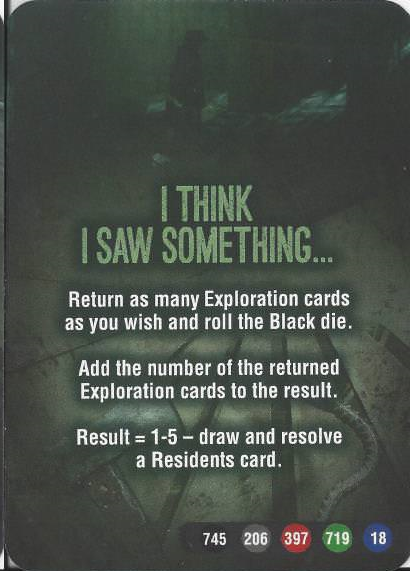 I THINK
I SAW SOMETHING...
Return as many Exploration cards
as you wish and roll the Black die.
Add the number of the returned
Exploration cards to the result.
Result = 1-5 – draw and resolve
a Residents card.
745 206 397 719 18